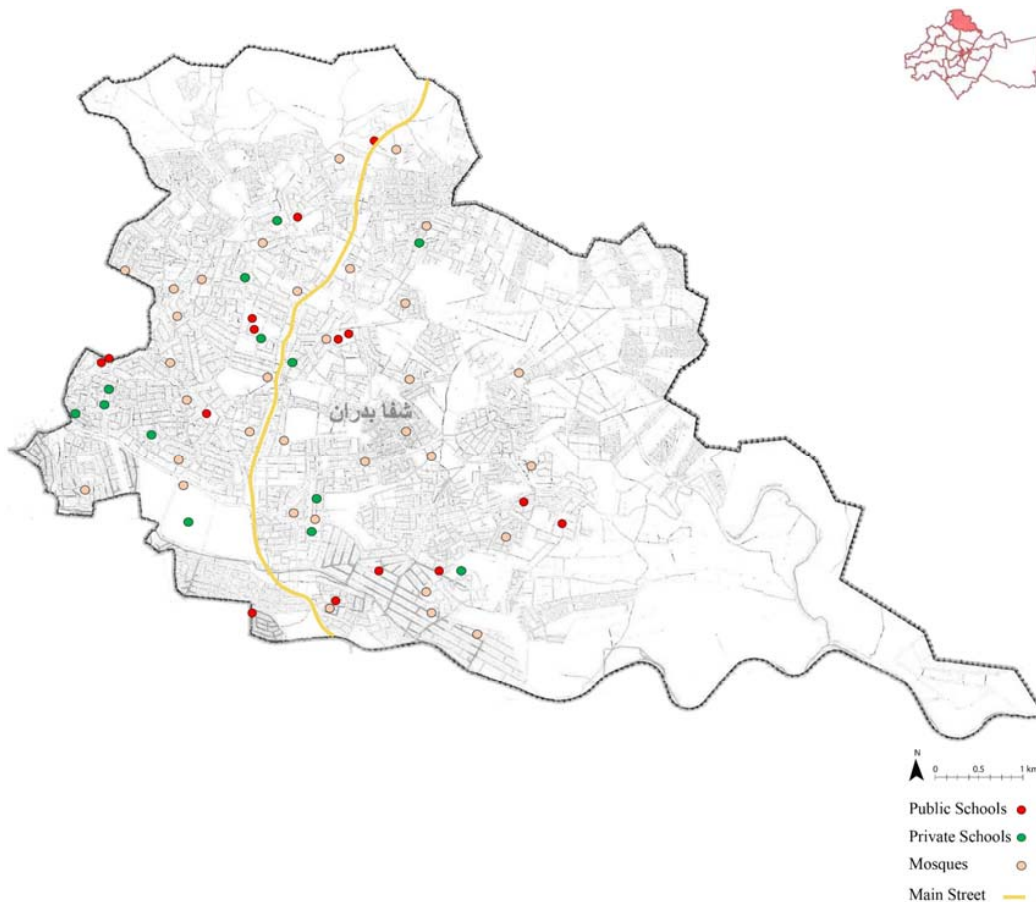 شفا بدران
N
0 0.5 1 km
Public Schools
Private Schools
Mosques
Main Street